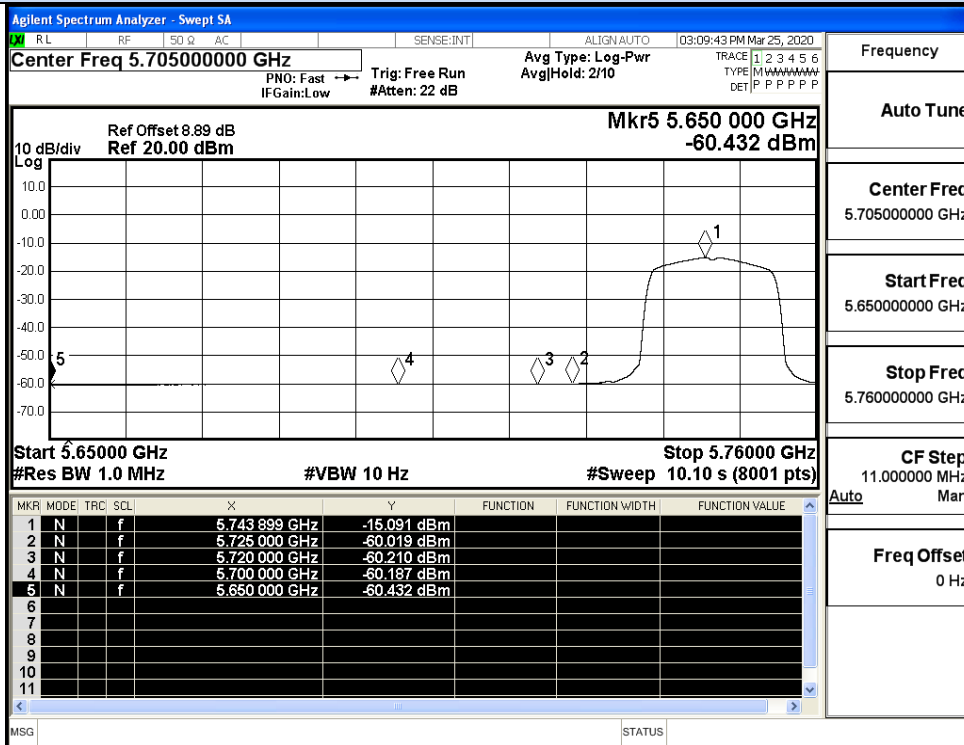 Agilent Spectrum Analyzer - Swept SA
LXI RL RF 50 Ω AC SENSE:INT ALIGN AUTO 03:09:43 PM Mar 25, 2020
Center Freq 5.705000000 GHz
PNO: Fast
IFGain:Low
Trig: Free Run
#Atten: 22 dB
Avg Type: Log-Pwr
Avg|Hold: 2/10
TRACE 1 2 3 4 5 6
TYPE M WWWWW
DET P P P P P P
Frequency
Auto Tune
Center Freq
5.705000000 GHz
Start Freq
5.650000000 GHz
Stop Freq
5.760000000 GHz
CF Step
11.000000 MHz
Auto Man
Freq Offset
0 Hz
Mkr5 5.650 000 GHz
-60.432 dBm
Ref Offset 8.89 dB
10 dB/div Ref 20.00 dBm
Log
10.0
0.00
-10.0
-20.0
-30.0
-40.0
-50.0
-60.0
-70.0
1
5 4 3 2
Start 5.65000 GHz Stop 5.76000 GHz
#Res BW 1.0 MHz #VBW 10 Hz #Sweep 10.10 s (8001 pts)
MKR MODE TRC SCL X Y FUNCTION FUNCTION WIDTH FUNCTION VALUE
1 N f 5.743 899 GHz -15.091 dBm
2 N f 5.725 000 GHz -60.019 dBm
3 N f 5.720 000 GHz -60.210 dBm
4 N f 5.700 000 GHz -60.187 dBm
5 N f 5.650 000 GHz -60.432 dBm
6
7
8
9
10
11
MSG STATUS